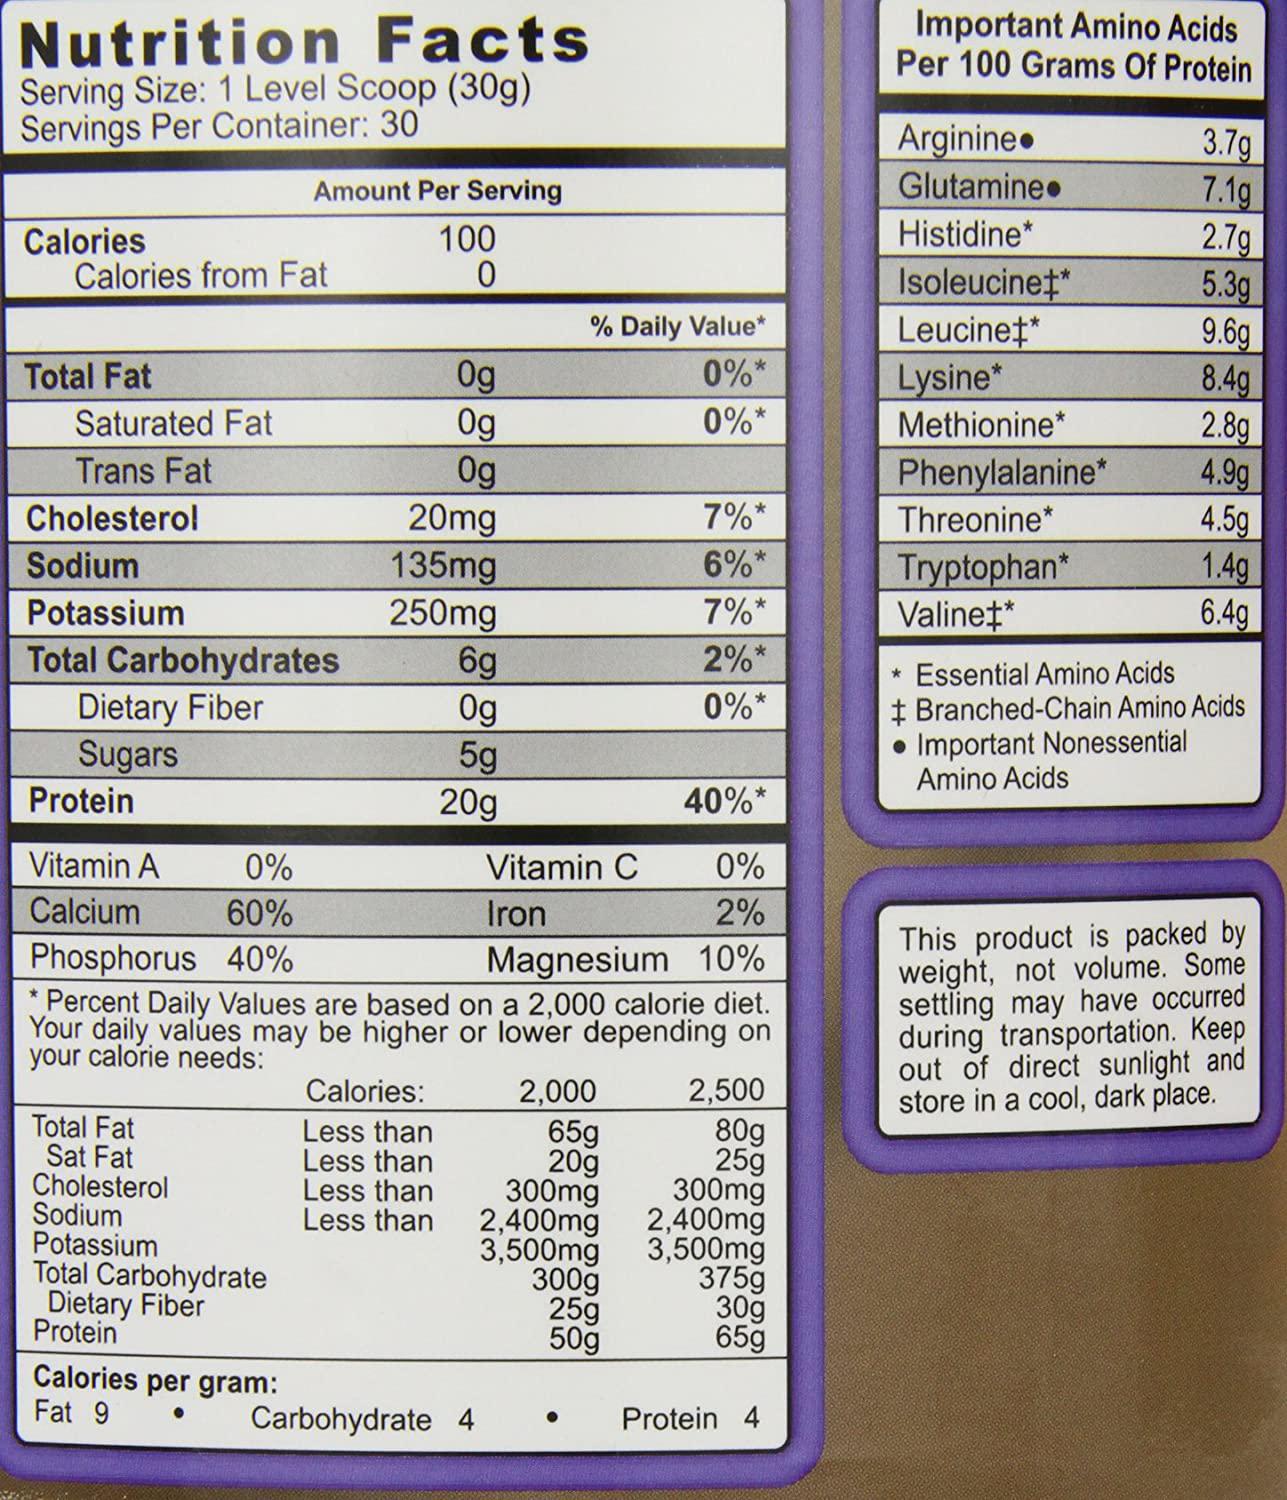 Nutrition Facts
Serving Size: 1 Level Scoop (30g)
Servings Per Container: 30
Amount Per Serving
Calories 100
Calories from Fat 0
% Daily Value*
Total Fat 0g 0%*
Saturated Fat 0g 0%*
Trans Fat 0g
Cholesterol 20mg 7%*
Sodium 135mg 6%*
Potassium 250mg 7%*
Total Carbohydrates 6g 2%*
Dietary Fiber 0g 0%*
Sugars 5g
Protein 20g 40%*
Vitamin A 0% Vitamin C 0%
Calcium 60% Iron 2%
Phosphorus 40% Magnesium 10%
* Percent Daily Values are based on a 2,000 calorie diet.
Your daily values may be higher or lower depending on
your calorie needs:
Calories: 2,000 2,500
Total Fat Less than 65g 80g
Sat Fat Less than 20g 25g
Cholesterol Less than 300mg 300mg
Sodium Less than 2,400mg 2,400mg
Potassium 3,500mg 3,500mg
Total Carbohydrate 300g 375g
Dietary Fiber 25g 30g
Protein 50g 65g
Calories per gram:
Fat 9 • Carbohydrate 4 • Protein 4
Important Amino Acids
Per 100 Grams Of Protein
Arginine● 3.7g
Glutamine● 7.1g
Histidine* 2.7g
Isoleucine‡* 5.3g
Leucine‡* 9.6g
Lysine* 8.4g
Methionine* 2.8g
Phenylalanine* 4.9g
Threonine* 4.5g
Tryptophan* 1.4g
Valine‡* 6.4g
* Essential Amino Acids
‡ Branched-Chain Amino Acids
● Important Nonessential
Amino Acids
This product is packed by
weight, not volume. Some
settling may have occurred
during transportation. Keep
out of direct sunlight and
store in a cool, dark place.